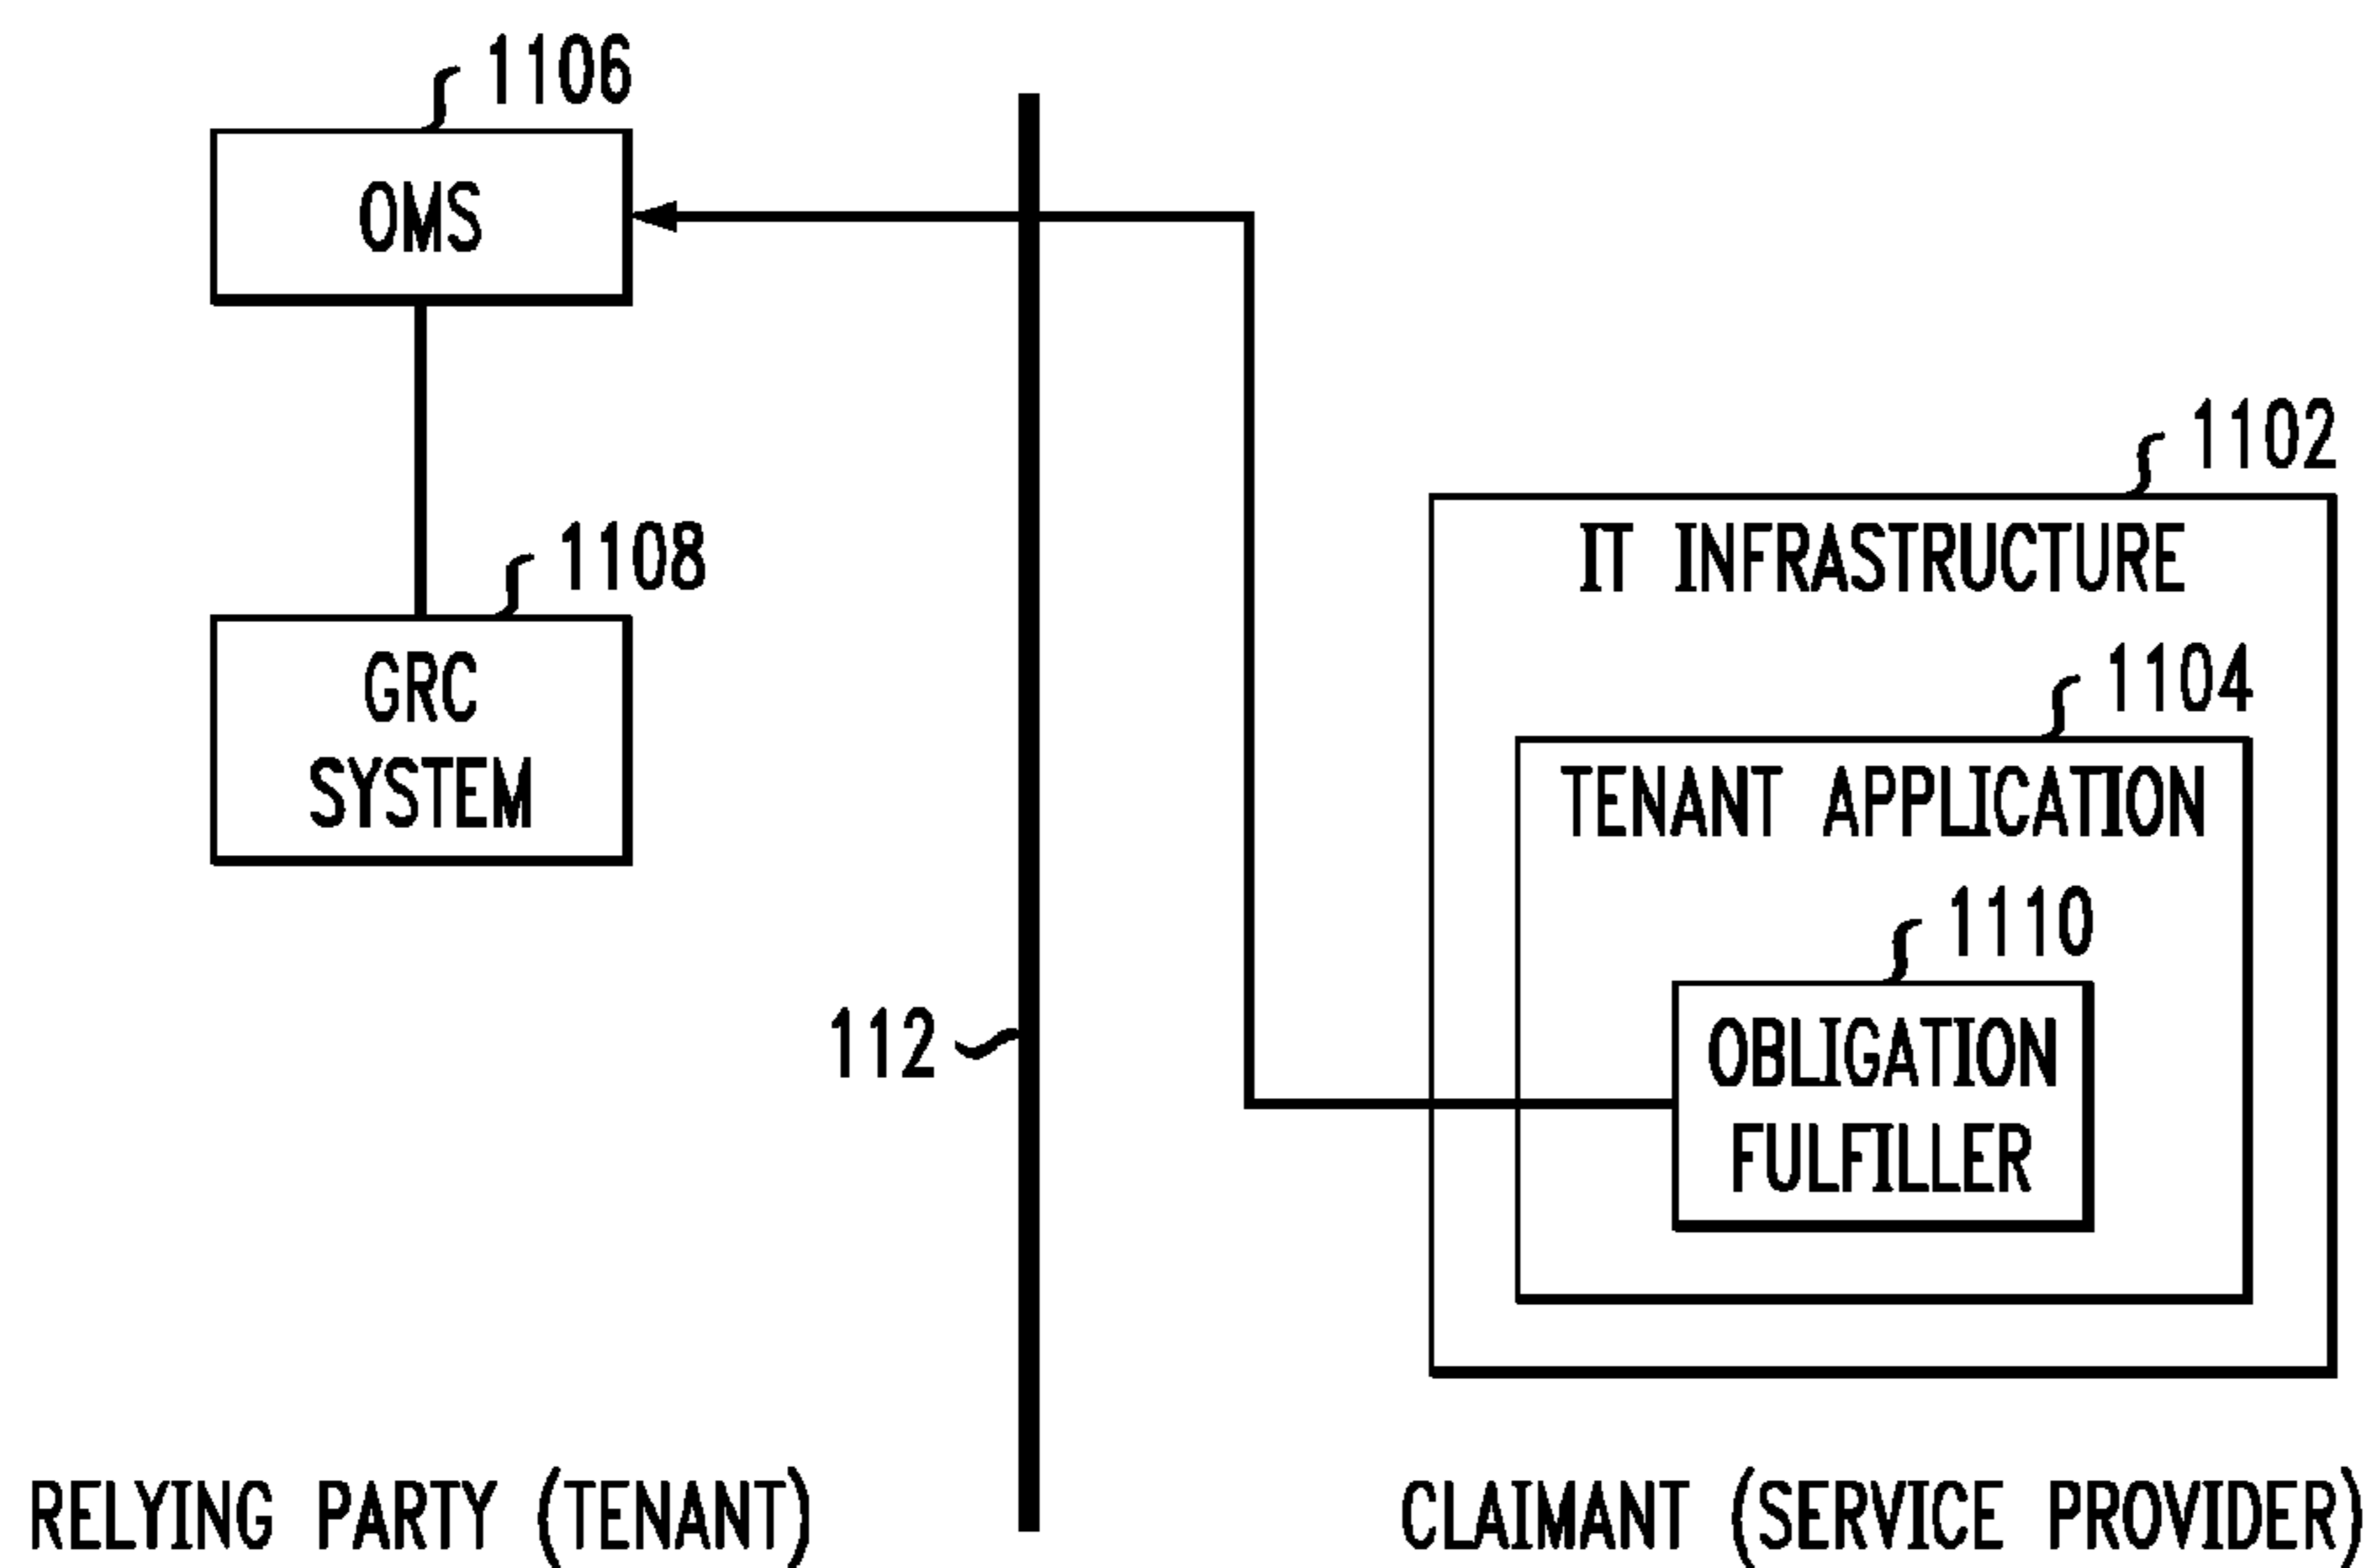 1106
OMS
1108
GRC
SYSTEM
112
1102
IT INFRASTRUCTURE
1104
TENANT APPLICATION
1110
OBLIGATION
FULFILLER
RELYING PARTY (TENANT)
CLAIMANT (SERVICE PROVIDER)